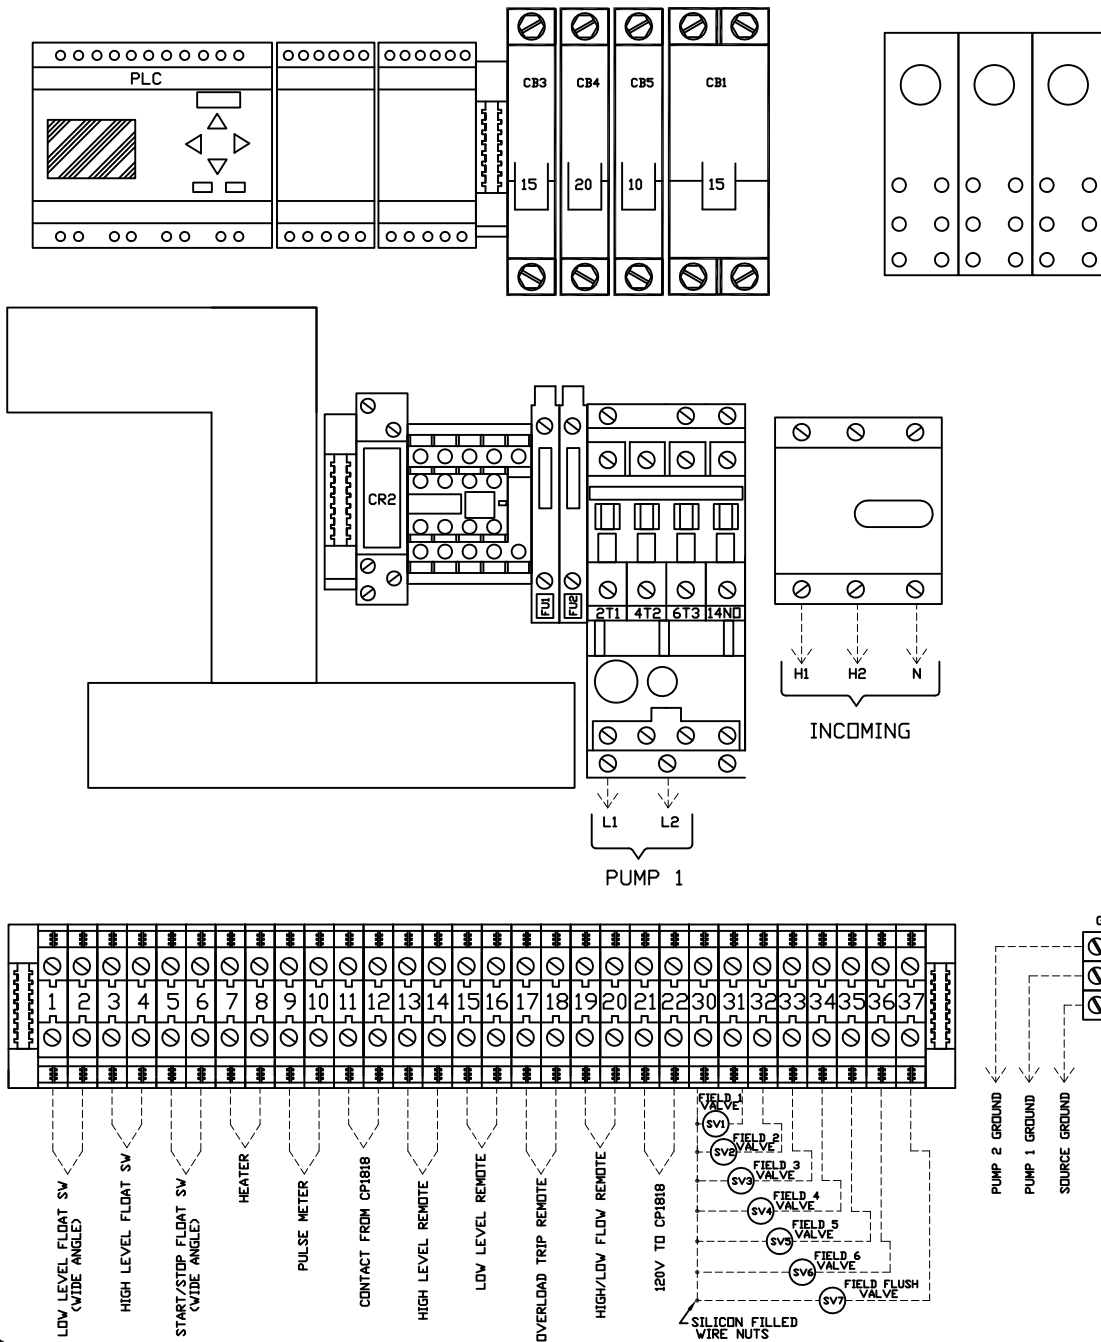 PLC
CB3
CB4
CB5
CB1
15
20
10
15
CR2
FU1
FU2
2T1
4T2
6T3
14NO
H1
H2
N
INCOMING
L1
L2
PUMP 1
1
2
3
4
5
6
7
8
9
10
11
12
13
14
15
16
17
18
19
20
21
22
30
31
32
33
34
35
36
37
LOW LEVEL FLOAT SW
(WIDE ANGLE)
HIGH LEVEL FLOAT SW
START/STOP FLOAT SW
(WIDE ANGLE)
HEATER
PULSE METER
CONTACT FROM CP1818
HIGH LEVEL REMOTE
LOW LEVEL REMOTE
OVERLOAD TRIP REMOTE
HIGH/LOW FLOW REMOTE
120V TO CP1818
FIELD 1
VALVE
SV1
FIELD 2
VALVE
SV2
FIELD 3
VALVE
SV3
FIELD 4
VALVE
SV4
FIELD 5
VALVE
SV5
FIELD 6
VALVE
SV6
FIELD FLUSH
VALVE
SV7
SILICON FILLED
WIRE NUTS
PUMP 2 GROUND
PUMP 1 GROUND
SOURCE GROUND